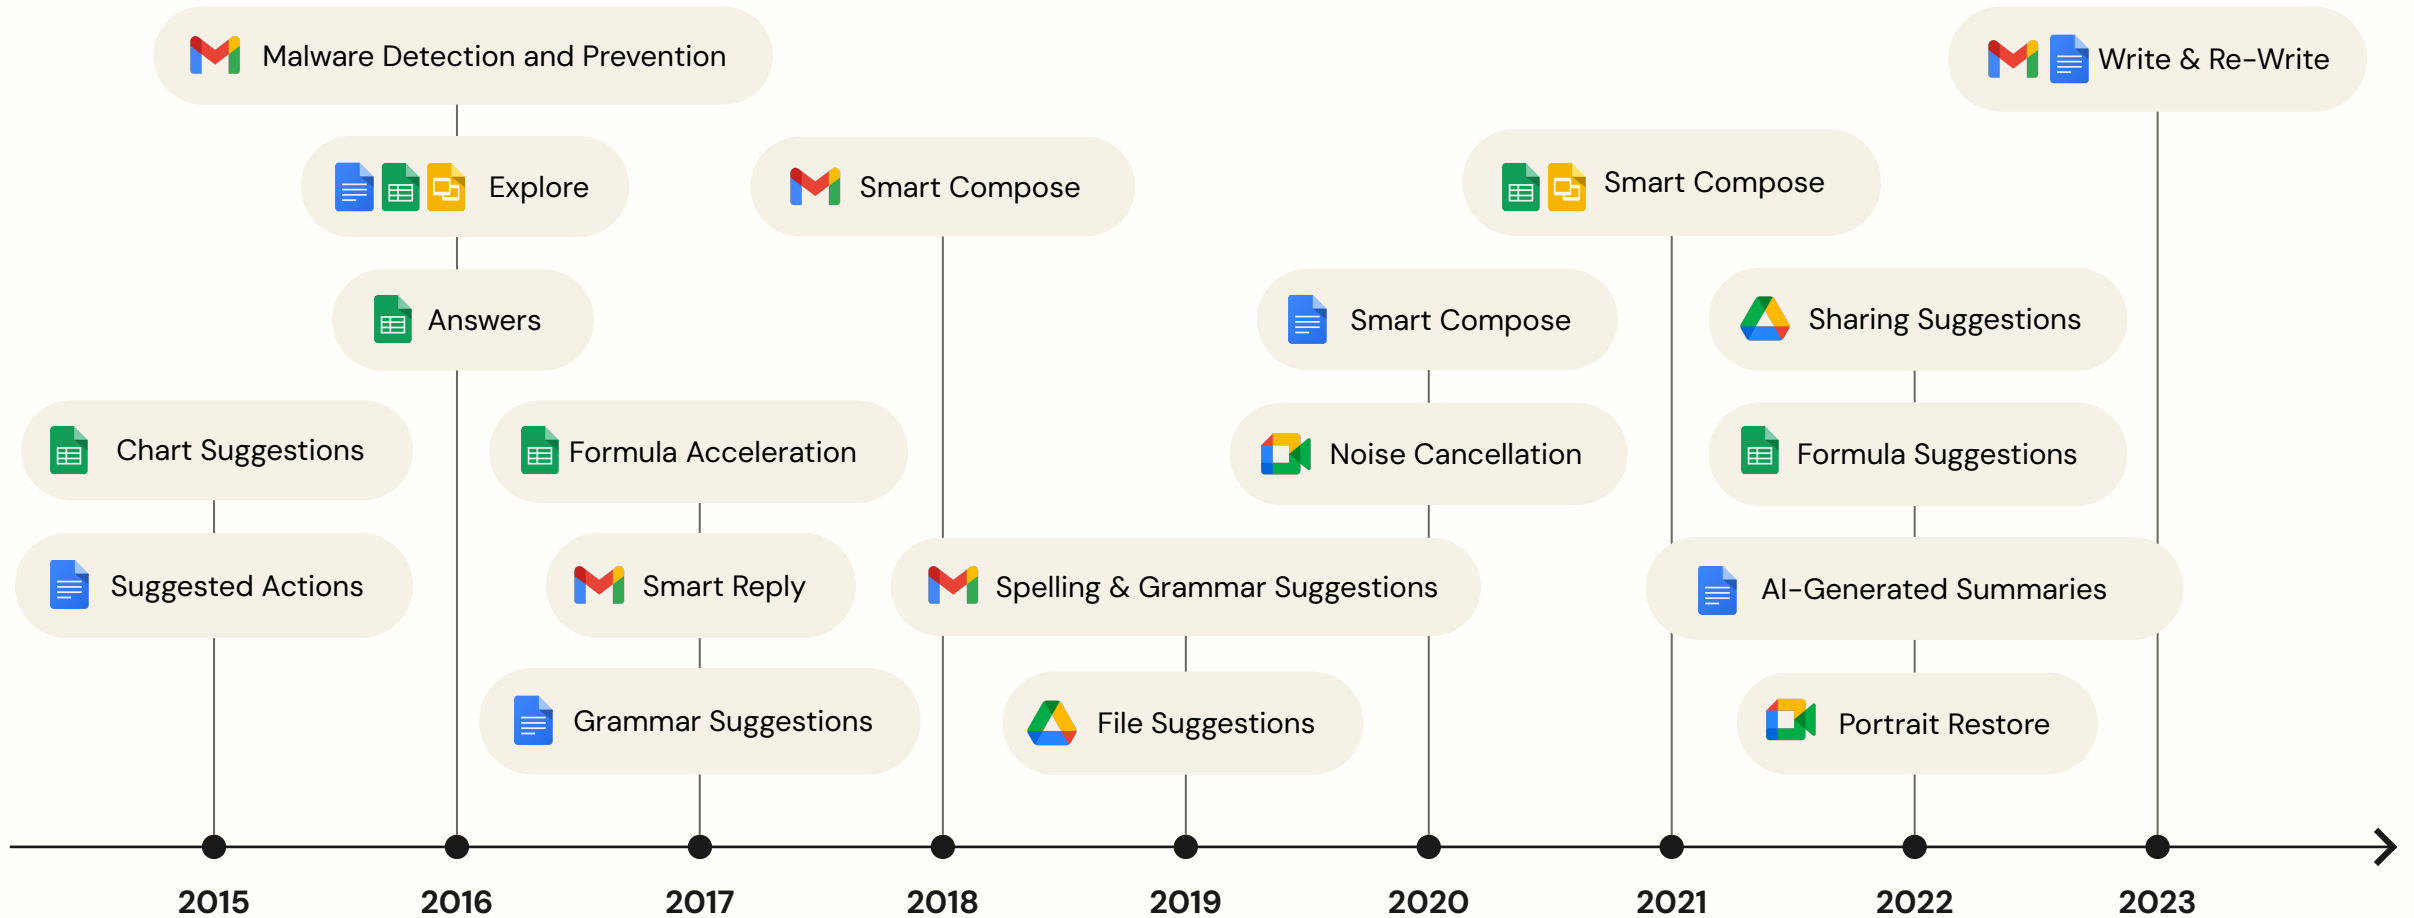 Malware Detection and Prevention
Write & Re-Write
Explore
Smart Compose
Smart Compose
Answers
Smart Compose
Sharing Suggestions
Chart Suggestions
Formula Acceleration
Noise Cancellation
Formula Suggestions
Suggested Actions
Smart Reply
Spelling & Grammar Suggestions
AI-Generated Summaries
Grammar Suggestions
File Suggestions
Portrait Restore
2015 2016 2017 2018 2019 2020 2021 2022 2023